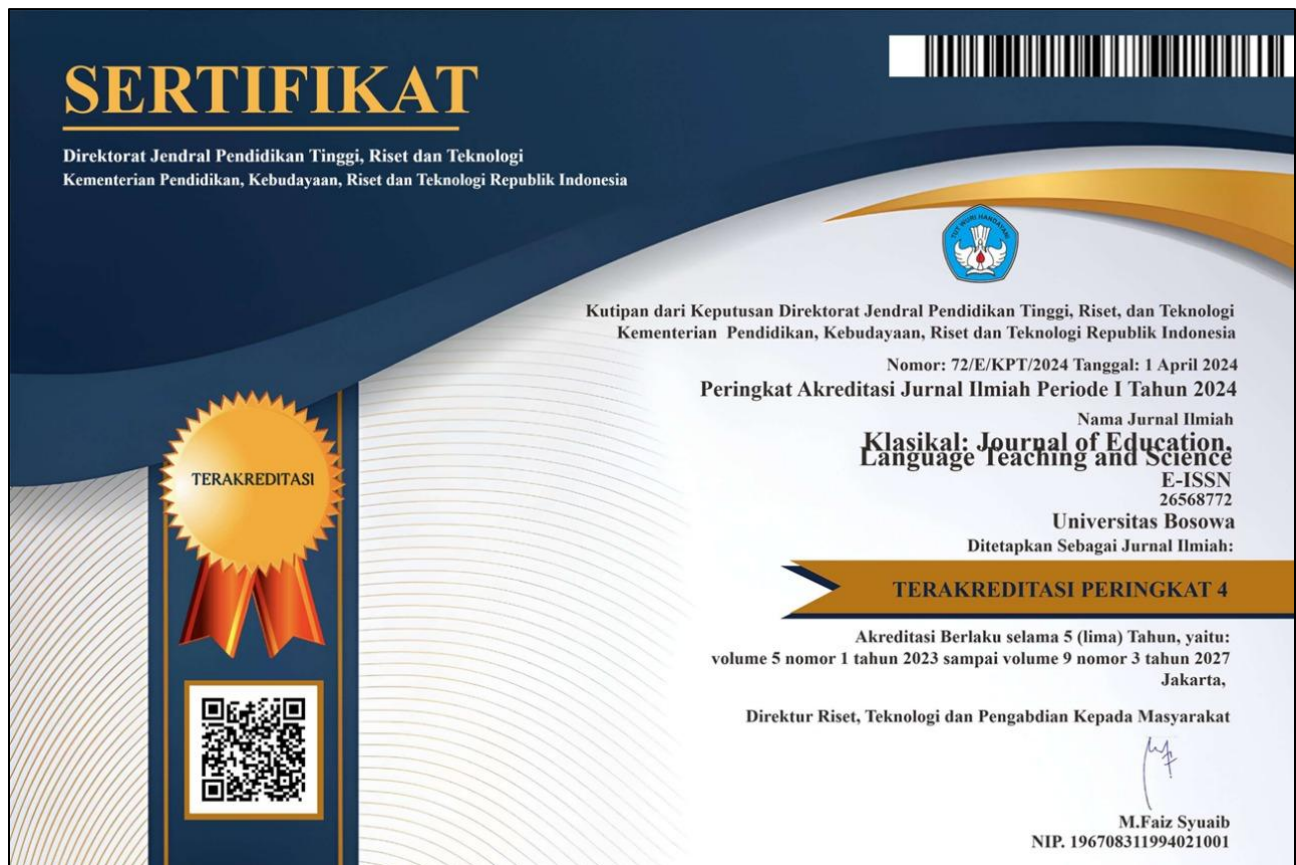 SERTIFIKAT
Direktorat Jendral Pendidikan Tinggi, Riset dan Teknologi
Kementerian Pendidikan, Kebudayaan, Riset dan Teknologi Republik Indonesia
TUT WURI HANDAYANI
Kutipan dari Keputusan Direktorat Jendral Pendidikan Tinggi, Riset, dan Teknologi
Kementerian Pendidikan, Kebudayaan, Riset dan Teknologi Republik Indonesia
Nomor: 72/E/KPT/2024 Tanggal: 1 April 2024
Peringkat Akreditasi Jurnal Ilmiah Periode I Tahun 2024
Nama Jurnal Ilmiah
Klasikal: Journal of Education,
Language Teaching and Science
E-ISSN
26568772
Universitas Bosowa
Ditetapkan Sebagai Jurnal Ilmiah:
TERAKREDITASI PERINGKAT 4
TERAKREDITASI
Akreditasi Berlaku selama 5 (lima) Tahun, yaitu:
volume 5 nomor 1 tahun 2023 sampai volume 9 nomor 3 tahun 2027
Jakarta,
Direktur Riset, Teknologi dan Pengabdian Kepada Masyarakat
M.Faiz Syuaib
NIP. 196708311994021001